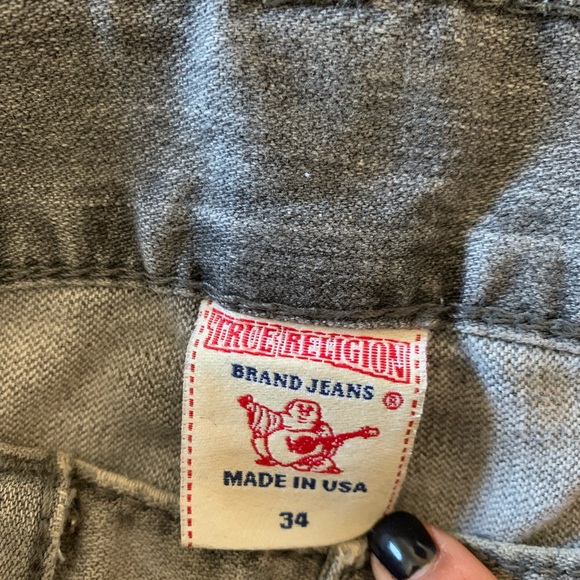 TRUE RELIGION
BRAND JEANS
®
MADE IN USA
34